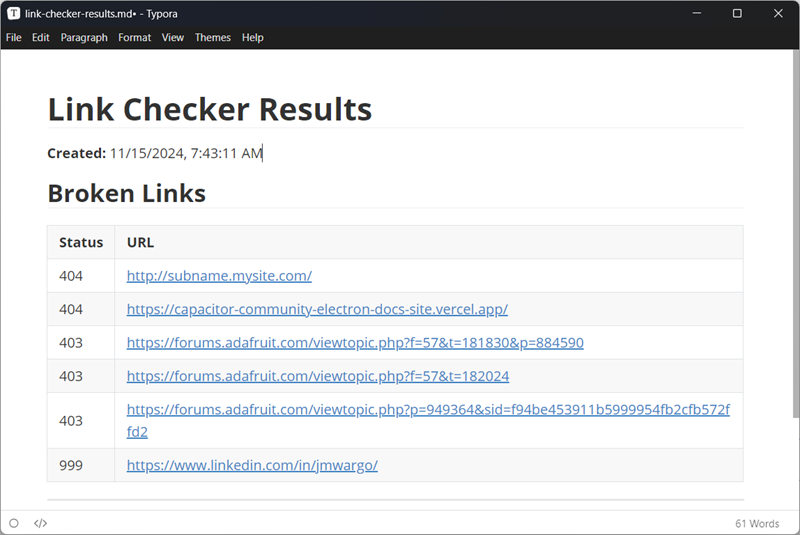 T link-checker-results.md• - Typora
File Edit Paragraph Format View Themes Help
Link Checker Results
Created: 11/15/2024, 7:43:11 AM
Broken Links
Status URL
404 http://subname.mysite.com/
404 https://capacitor-community-electron-docs-site.vercel.app/
403 https://forums.adafruit.com/viewtopic.php?f=57&t=181830&p=884590
403 https://forums.adafruit.com/viewtopic.php?f=57&t=182024
403 https://forums.adafruit.com/viewtopic.php?p=949364&sid=f94be453911b5999954fb2cfb572f
fd2
999 https://www.linkedin.com/in/jmwargo/
</> 61 Words